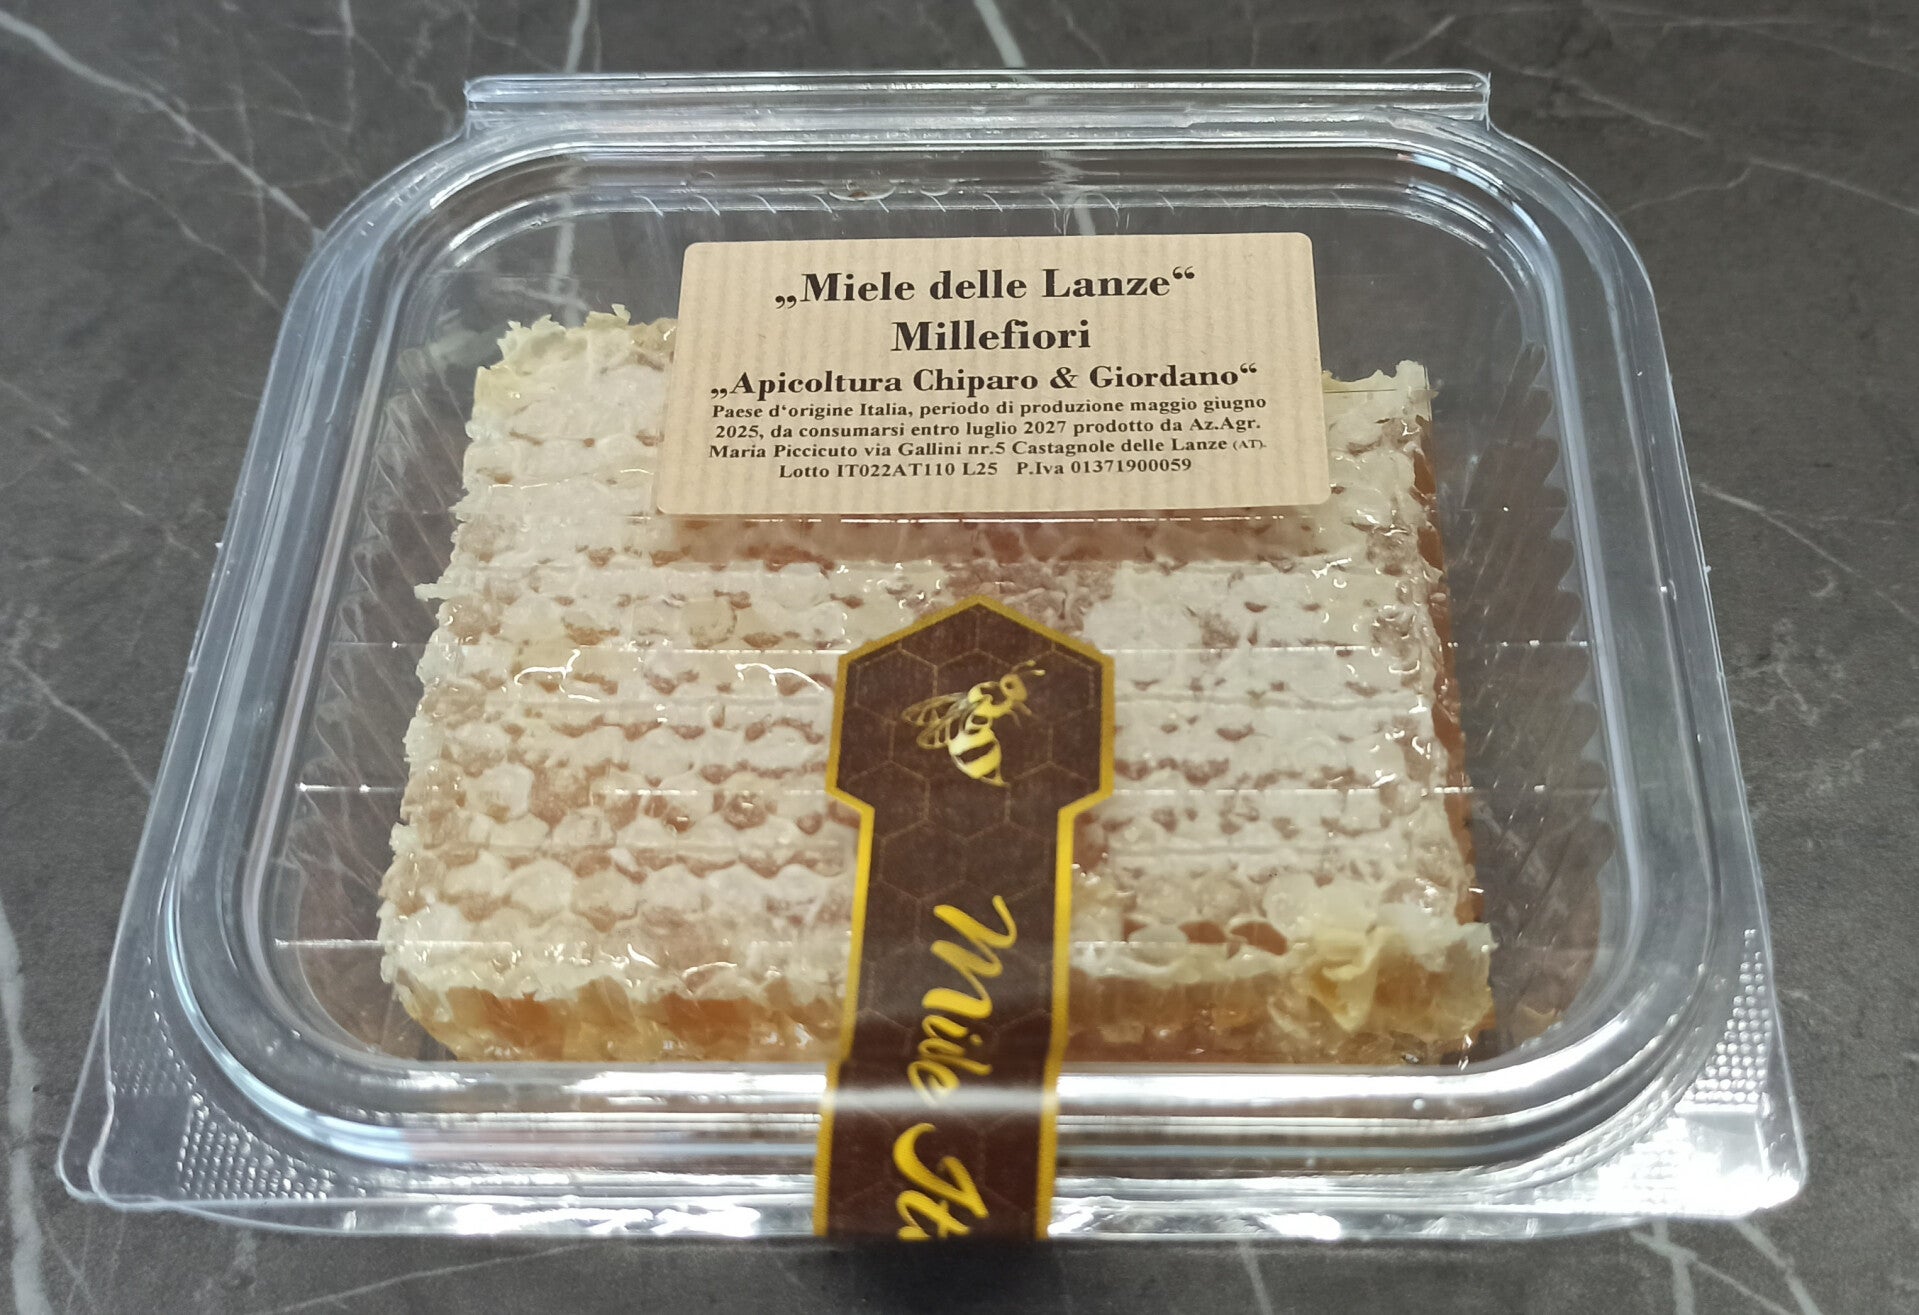 „Miele delle Lanze“
Millefiori
„Apicoltura Chiparo & Giordano“
Paese d‘origine Italia, periodo di produzione maggio giugno
2025, da consumarsi entro luglio 2027 prodotto da Az.Agr.
Maria Piccicuto via Gallini nr.5 Castagnole delle Lanze (AT).
Lotto IT022AT110 L25 P.Iva 01371900059
Miele It